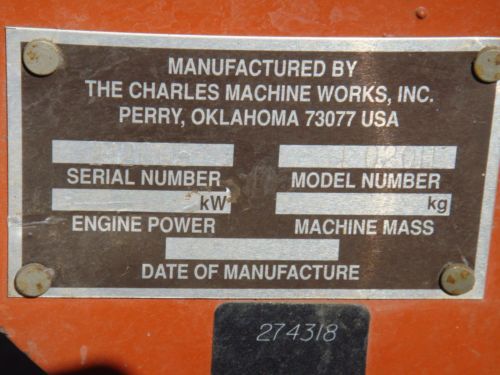 MANUFACTURED BY
THE CHARLES MACHINE WORKS, INC.
PERRY, OKLAHOMA 73077 USA
SERIAL NUMBER
MODEL NUMBER
kW
kg
ENGINE POWER
MACHINE MASS
DATE OF MANUFACTURE
274318